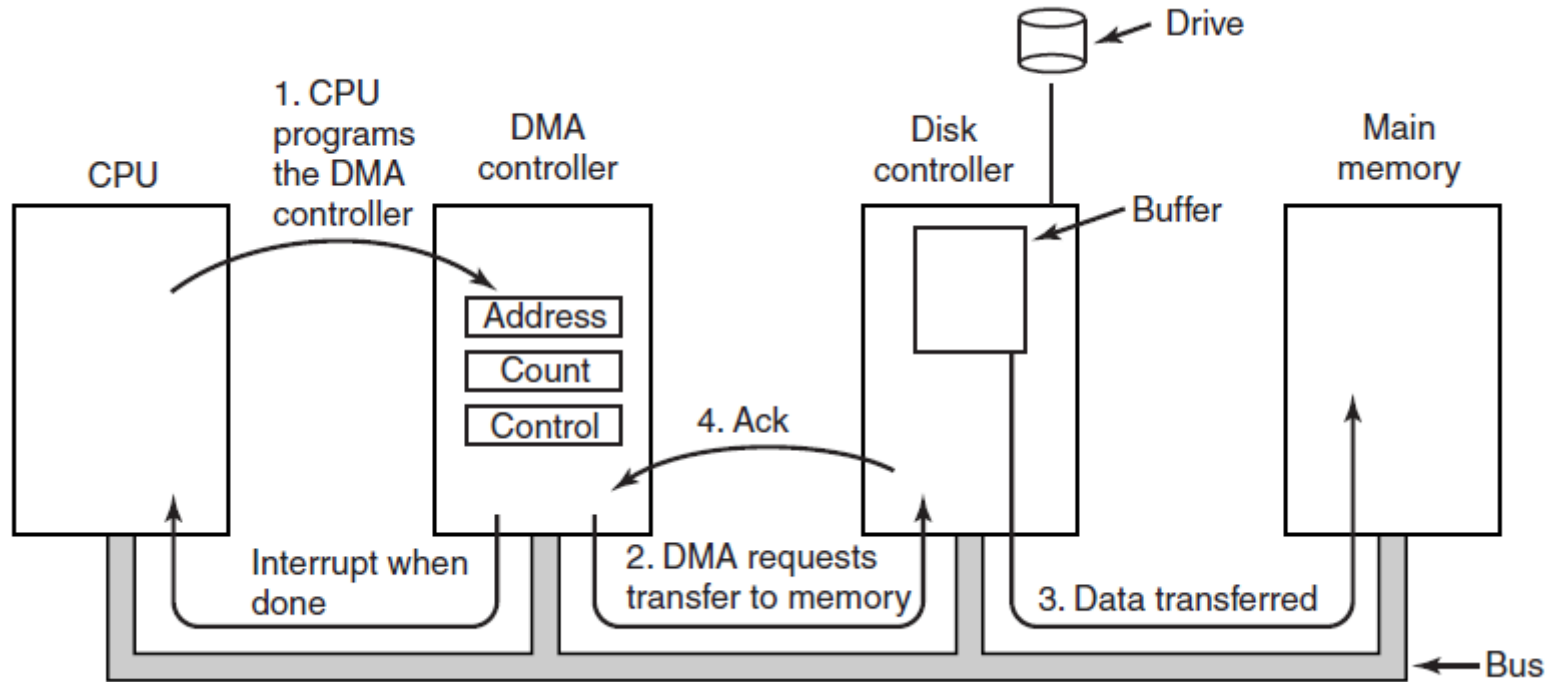 Drive
1. CPU
programs
the DMA
controller
DMA
controller
Disk
controller
Main
memory
CPU
Buffer
Address
Count
Control
4. Ack
Interrupt when
done
2. DMA requests
transfer to memory
3. Data transferred
Bus